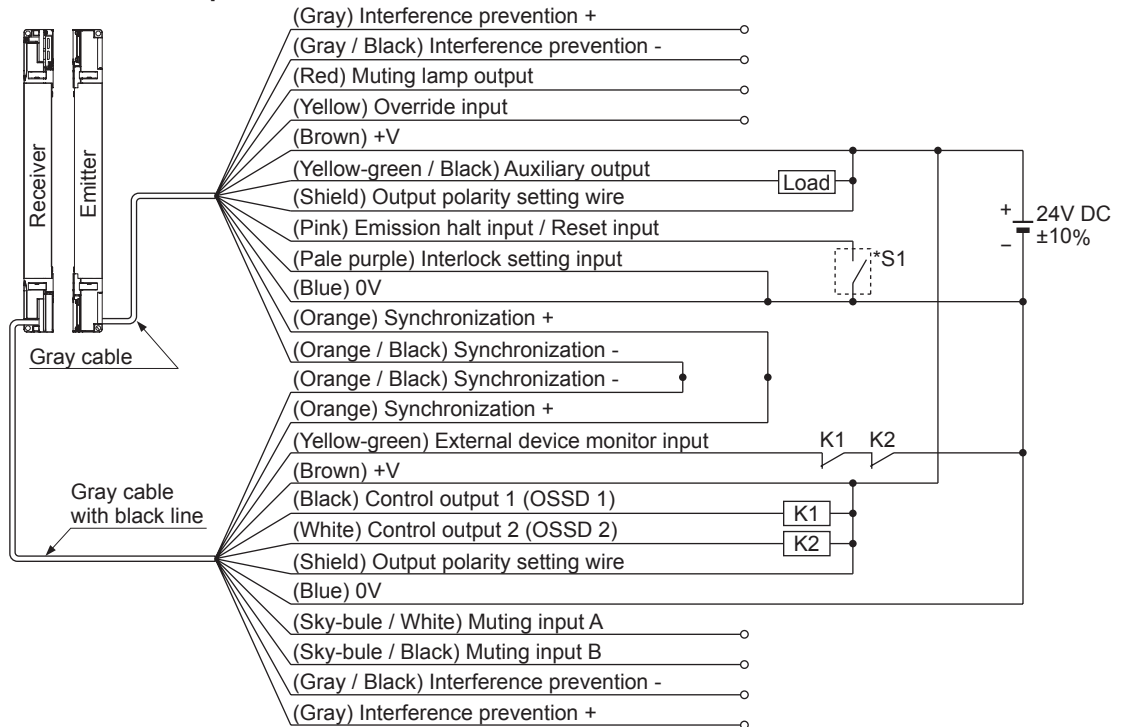 (Gray) Interference prevention +
(Gray / Black) Interference prevention -
(Red) Muting lamp output
(Yellow) Override input
(Brown) +V
(Yellow-green / Black) Auxiliary output
Load
(Shield) Output polarity setting wire
(Pink) Emission halt input / Reset input
(Pale purple) Interlock setting input
(Blue) 0V
(Orange) Synchronization +
(Orange / Black) Synchronization -
Receiver
Emitter
Gray cable
+
−
24V DC
±10%
*S1
(Orange / Black) Synchronization -
(Orange) Synchronization +
(Yellow-green) External device monitor input
K1 K2
(Brown) +V
(Black) Control output 1 (OSSD 1)
K1
(White) Control output 2 (OSSD 2)
K2
(Shield) Output polarity setting wire
(Blue) 0V
(Sky-bule / White) Muting input A
(Sky-bule / Black) Muting input B
(Gray / Black) Interference prevention -
(Gray) Interference prevention +
Gray cable
with black line